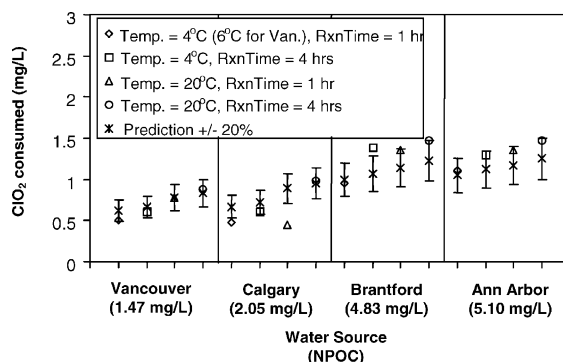 3
2.5
2
1.5
1
0.5
0
ClO2 consumed (mg/L)
Temp. = 4°C (6°C for Van.), RxnTime = 1 hr
Temp. = 4°C, RxnTime = 4 hrs
Temp. = 20°C, RxnTime = 1 hr
Temp. = 20°C, RxnTime = 4 hrs
Prediction +/- 20%
Vancouver Calgary Brantford Ann Arbor
(1.47 mg/L) (2.05 mg/L) (4.83 mg/L) (5.10 mg/L)
Water Source
(NPOC)